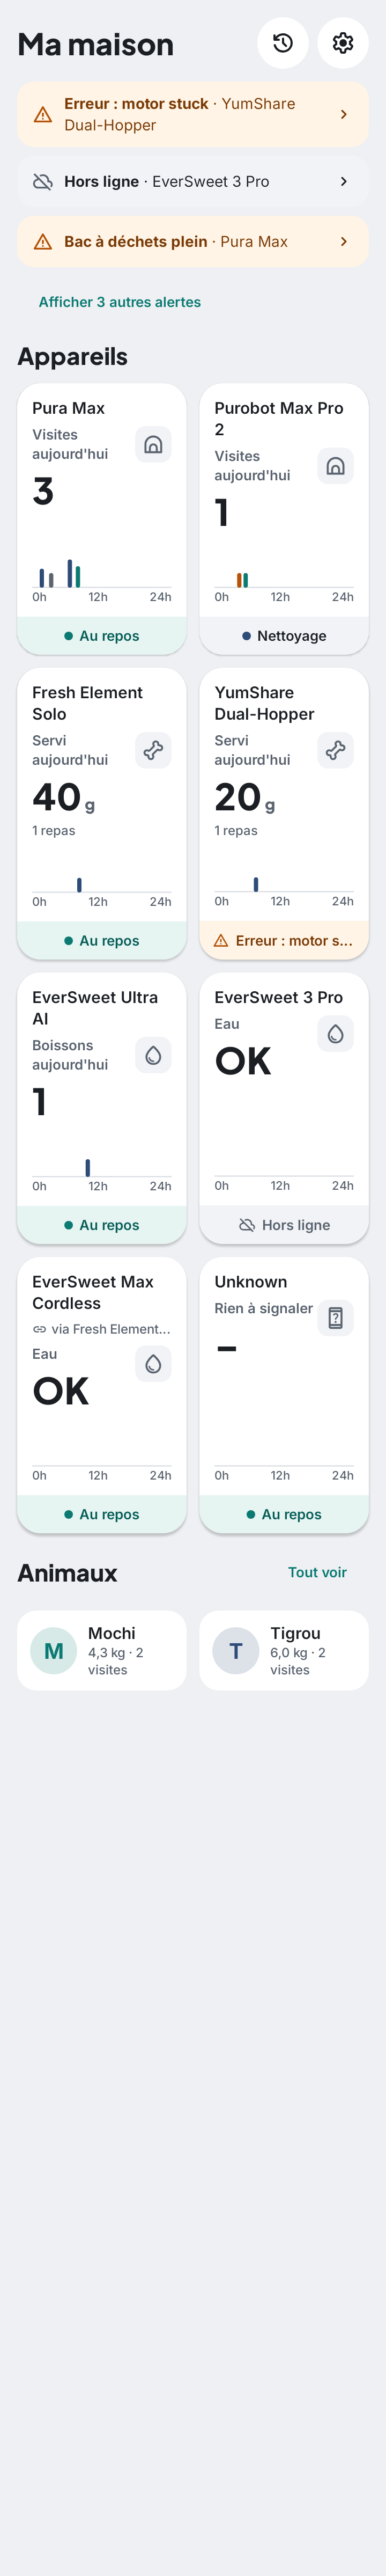 Ma maison
Erreur : motor stuck · YumShare
Dual-Hopper
Hors ligne · EverSweet 3 Pro
Bac à déchets plein · Pura Max
Afficher 3 autres alertes
Appareils
Pura Max
Visites
aujourd'hui
3
0h 12h 24h
Au repos
Purobot Max Pro
2
Visites
aujourd'hui
1
0h 12h 24h
Nettoyage
Fresh Element
Solo
Servi
aujourd'hui
40 g
1 repas
0h 12h 24h
Au repos
YumShare
Dual-Hopper
Servi
aujourd'hui
20 g
1 repas
0h 12h 24h
Erreur : motor s...
EverSweet Ultra
AI
Boissons
aujourd'hui
1
0h 12h 24h
Au repos
EverSweet 3 Pro
Eau
OK
0h 12h 24h
Hors ligne
EverSweet Max
Cordless
via Fresh Element...
Eau
OK
0h 12h 24h
Au repos
Unknown
Rien à signaler
–
0h 12h 24h
Au repos
Animaux
Tout voir
M
Mochi
4,3 kg · 2
visites
T
Tigrou
6,0 kg · 2
visites